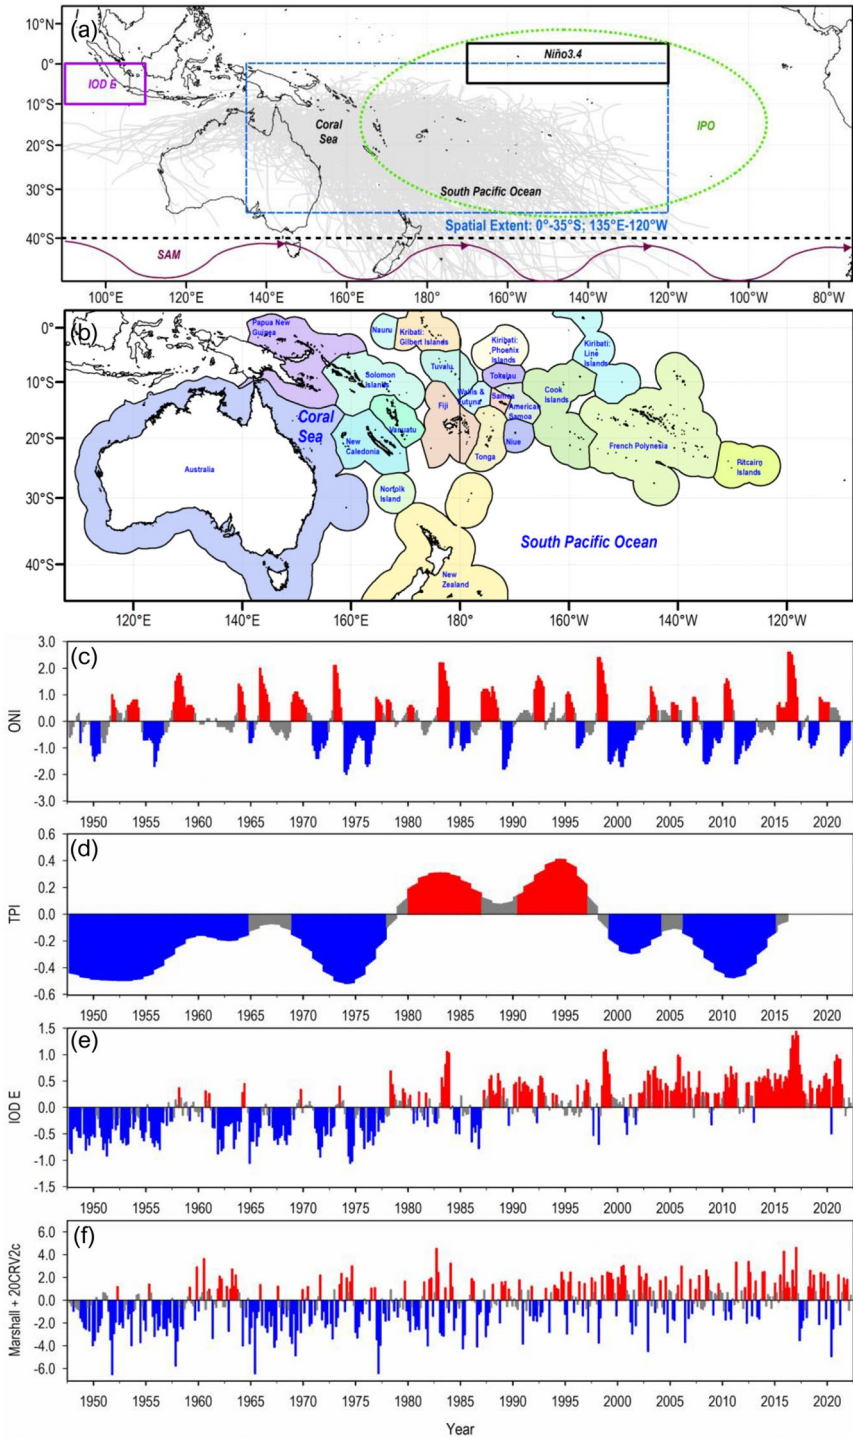 (a)
10°N
0°
10°S
20°S
30°S
40°S
IOD E
Niño3.4
Coral
Sea
IPO
South Pacific Ocean
Spatial Extent: 0°-35°S; 135°E-120°W
SAM
100°E 120°E 140°E 160°E 180° 160°W 140°W 120°W 100°W 80°W
(b)
0°
10°S
20°S
30°S
40°S
Papua New
Guinea
Nauru
Kiribati:
Gilbert Islands
Kiribati:
Phoenix
Islands
Kiribati:
Line
Islands
Solomon
Islands
Tuvalu
Tokelau
Wallis &
Futuna
Samoa
American
Samoa
Cook
Islands
Coral
Sea
Vanuatu
Fiji
New
Caledonia
Tonga
Niue
French Polynesia
Pitcairn
Islands
Australia
Norfolk
Island
South Pacific Ocean
New
Zealand
120°E 140°E 160°E 180° 160°W 140°W 120°W
(c)
ONI
3.0
2.0
1.0
0.0
-1.0
-2.0
-3.0
1950 1955 1960 1965 1970 1975 1980 1985 1990 1995 2000 2005 2010 2015 2020
(d)
TPI
0.6
0.4
0.2
0.0
-0.2
-0.4
-0.6
1950 1955 1960 1965 1970 1975 1980 1985 1990 1995 2000 2005 2010 2015 2020
(e)
IOD E
1.5
1.0
0.5
0.0
-0.5
-1.0
-1.5
1950 1955 1960 1965 1970 1975 1980 1985 1990 1995 2000 2005 2010 2015 2020
(f)
Marshall + 20CRV2c
6.0
4.0
2.0
0.0
-2.0
-4.0
-6.0
1950 1955 1960 1965 1970 1975 1980 1985 1990 1995 2000 2005 2010 2015 2020
Year